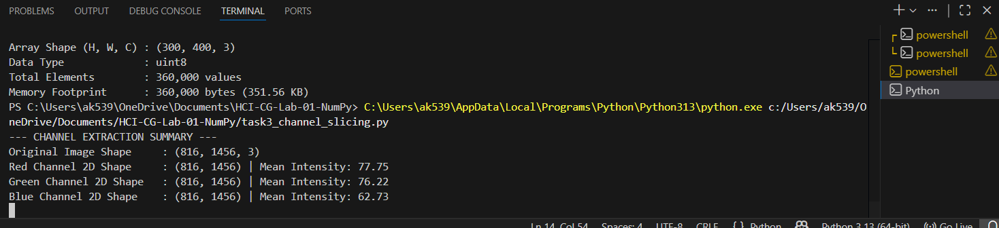 PROBLEMS OUTPUT DEBUG CONSOLE TERMINAL PORTS
Array Shape (H, W, C) : (300, 400, 3)
Data Type             : uint8
Total Elements        : 360,000 values
Memory Footprint      : 360,000 bytes (351.56 KB)
PS C:\Users\ak539\OneDrive\Documents\HCI-CG-Lab-01-NumPy> C:\Users\ak539\AppData\Local\Programs\Python\Python313\python.exe c:/Users/ak539/O
neDrive/Documents/HCI-CG-Lab-01-NumPy/task3_channel_slicing.py
--- CHANNEL EXTRACTION SUMMARY ---
Original Image Shape     : (816, 1456, 3)
Red Channel 2D Shape     : (816, 1456) | Mean Intensity: 77.75
Green Channel 2D Shape   : (816, 1456) | Mean Intensity: 76.22
Blue Channel 2D Shape    : (816, 1456) | Mean Intensity: 62.73
powershell
powershell
powershell
Python
Ln 14, Col 54 Spaces: 4 UTF-8 CRLF { } Python Python 3.13 (64-bit) Go Live